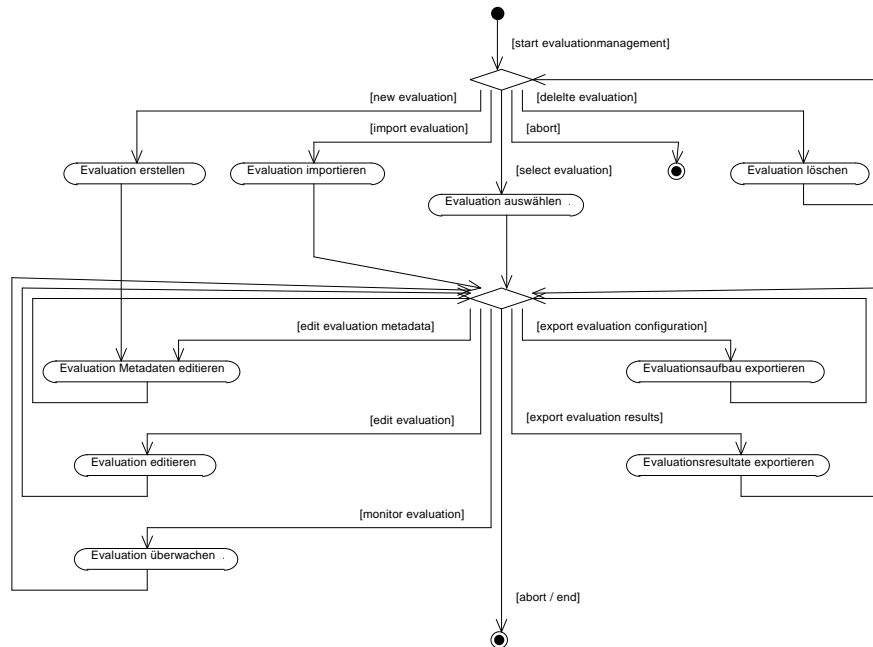 [start evaluationmanagement]
[new evaluation]
[delelte evaluation]
[import evaluation]
[abort]
Evaluation erstellen
Evaluation importieren
[select evaluation]
Evaluation löschen
Evaluation auswählen
[edit evaluation metadata]
[export evaluation configuration]
Evaluation Metadaten editieren
Evaluationsaufbau exportieren
[edit evaluation]
[export evaluation results]
Evaluation editieren
Evaluationsresultate exportieren
[monitor evaluation]
Evaluation überwachen
[abort / end]